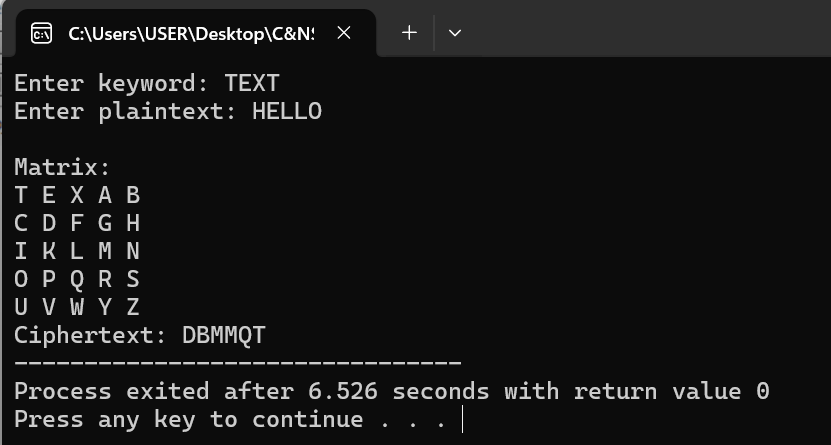 C:\Users\USER\Desktop\C&NS
Enter keyword: TEXT
Enter plaintext: HELLO
Matrix:
T E X A B
C D F G H
I K L M N
O P Q R S
U V W Y Z
Ciphertext: DBMMQT
--------------------------------
Process exited after 6.526 seconds with return value 0
Press any key to continue . . .